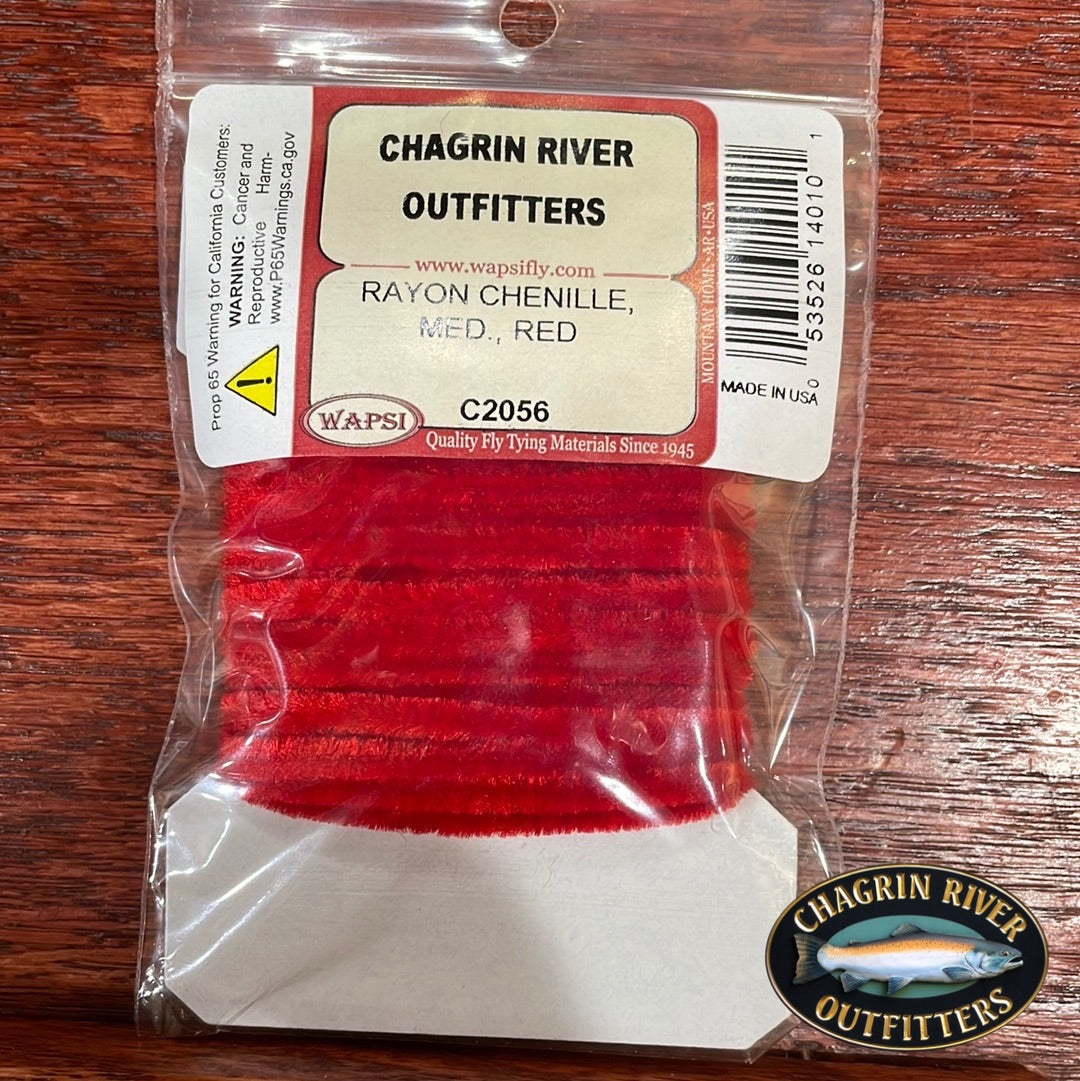 Prop 65 Warning for California Customers:
WARNING: Cancer and
Reproductive Harm-
www.P65Warnings.ca.gov
!
CHAGRIN RIVER
OUTFITTERS
www.wapsifly.com
RAYON CHENILLE,
MED., RED
C2056
WAPSI
Quality Fly Tying Materials Since 1945
MOUNTAIN HOME • AR • USA
0 53526 14010 1
MADE IN USA
CHAGRIN RIVER
OUTFITTERS